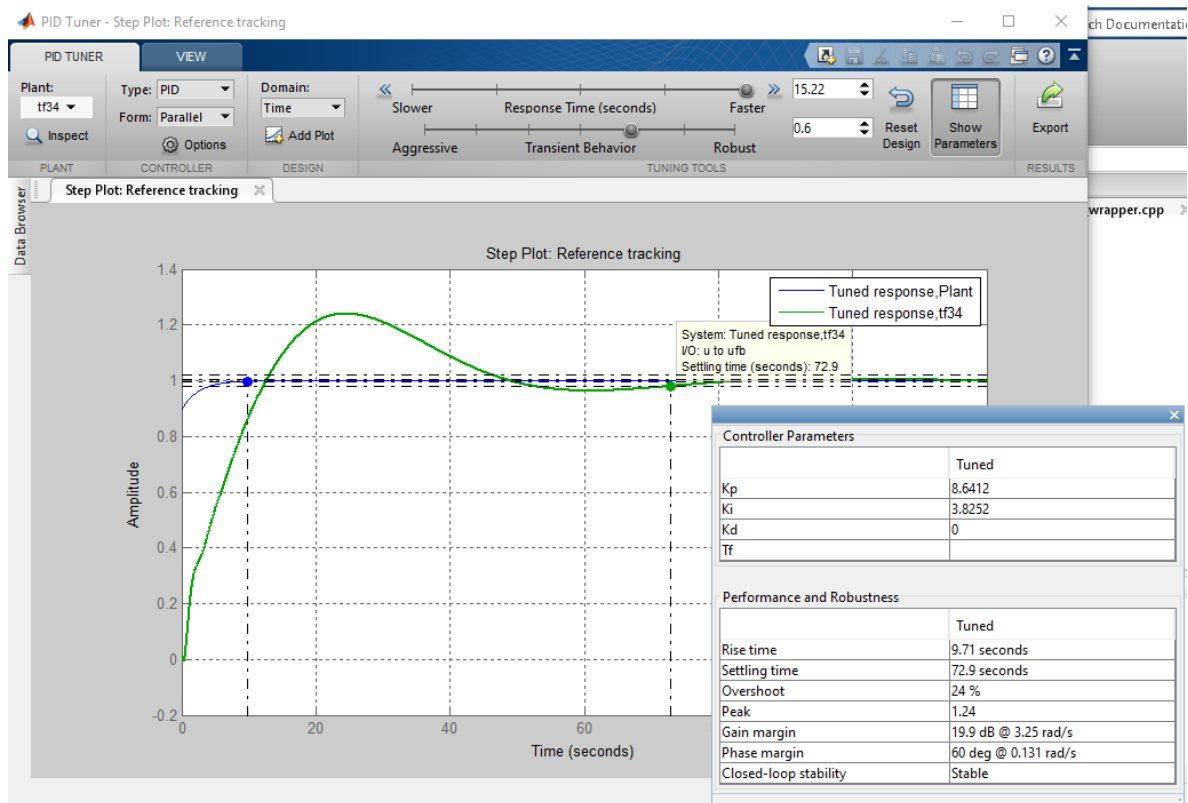 PID Tuner - Step Plot: Reference tracking
ch Documentati
PID TUNER VIEW
Plant:
tf34
Inspect
PLANT
Type: PID
Form: Parallel
Options
CONTROLLER
Domain:
Time
Add Plot
DESIGN
Slower Response Time (seconds) Faster
15.22
Aggressive Transient Behavior Robust
0.6
Reset
Design
Show
Parameters
TUNING TOOLS
Export
RESULTS
Data Browser
Step Plot: Reference tracking
wrapper.cpp
Step Plot: Reference tracking
Tuned response,Plant
Tuned response,tf34
System: Tuned response,tf34
I/O: u to ufb
Settling time (seconds): 72.9
Amplitude
1.4
1.2
1
0.8
0.6
0.4
0.2
0
-0.2
0 20 40 60
Time (seconds)
Controller Parameters
Tuned
Kp 8.6412
Ki 3.8252
Kd 0
Tf
Performance and Robustness
Tuned
Rise time 9.71 seconds
Settling time 72.9 seconds
Overshoot 24 %
Peak 1.24
Gain margin 19.9 dB @ 3.25 rad/s
Phase margin 60 deg @ 0.131 rad/s
Closed-loop stability Stable